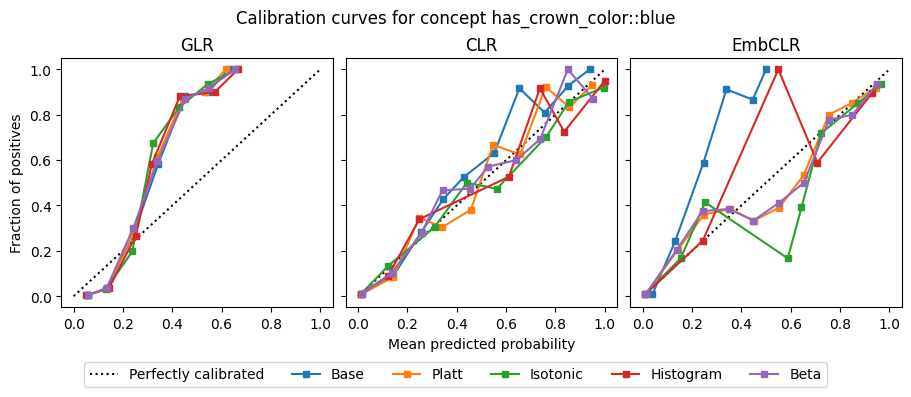 Calibration curves for concept has_crown_color::blue
GLR
CLR
EmbCLR
Fraction of positives
1.0
0.8
0.6
0.4
0.2
0.0
0.0 0.2 0.4 0.6 0.8 1.0
0.0 0.2 0.4 0.6 0.8 1.0
0.0 0.2 0.4 0.6 0.8 1.0
Mean predicted probability
Perfectly calibrated Base Platt Isotonic Histogram Beta